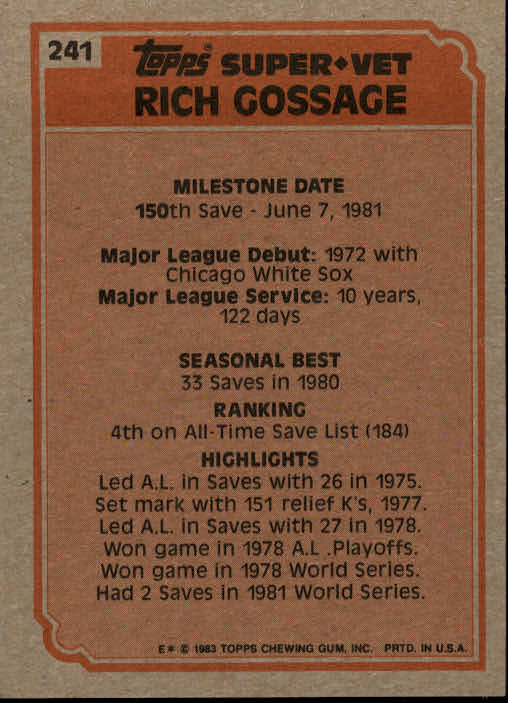 241
Topps SUPER•VET
RICH GOSSAGE
MILESTONE DATE
150th Save - June 7, 1981
Major League Debut: 1972 with
Chicago White Sox
Major League Service: 10 years,
122 days
SEASONAL BEST
33 Saves in 1980
RANKING
4th on All-Time Save List (184)
HIGHLIGHTS
Led A.L. in Saves with 26 in 1975.
Set mark with 151 relief K's, 1977.
Led A.L. in Saves with 27 in 1978.
Won game in 1978 A.L .Playoffs.
Won game in 1978 World Series.
Had 2 Saves in 1981 World Series.
E* © 1983 TOPPS CHEWING GUM, INC. PRTD. IN U.S.A.